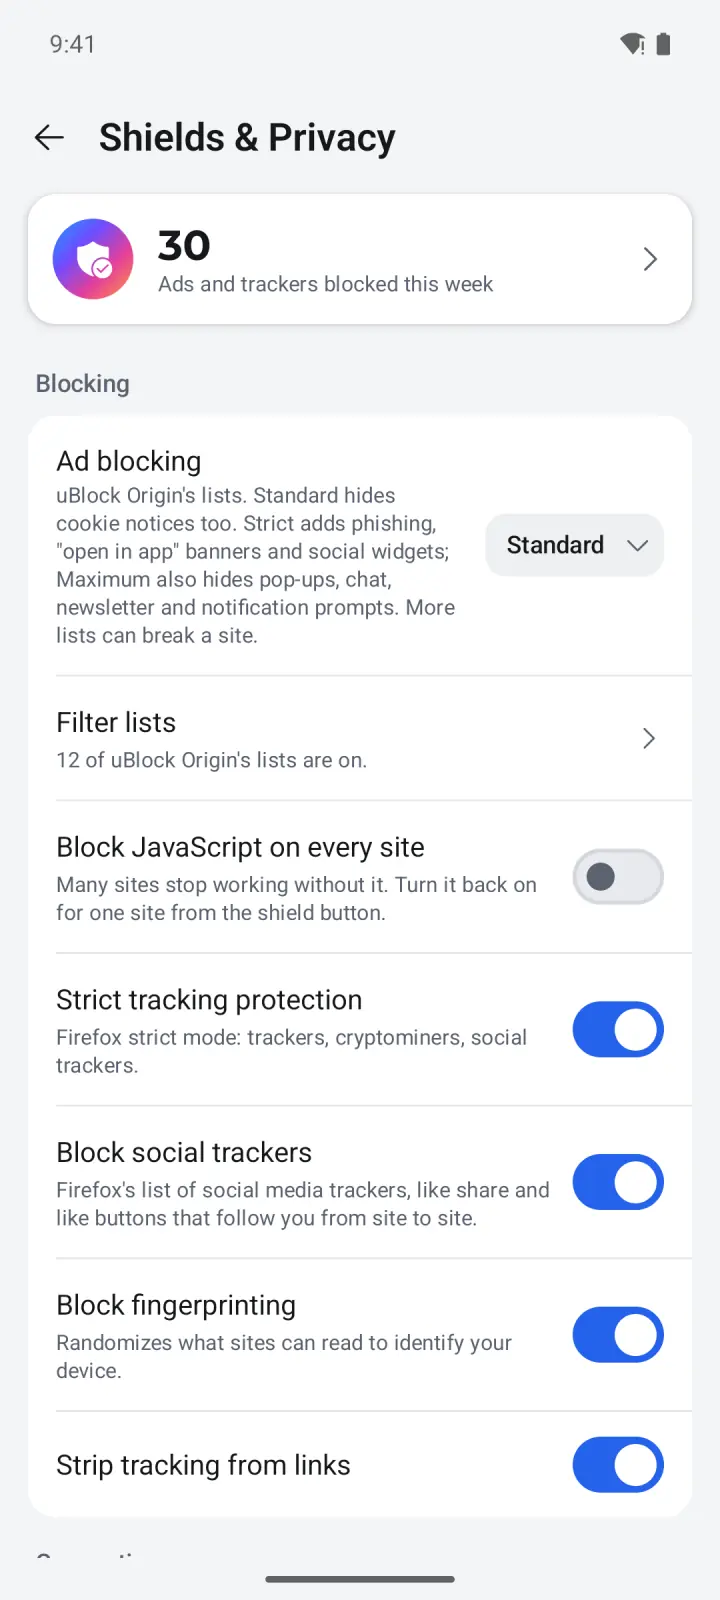 9:41
Shields & Privacy
30
Ads and trackers blocked this week
Blocking
Ad blocking
uBlock Origin's lists. Standard hides
cookie notices too. Strict adds phishing,
"open in app" banners and social widgets;
Maximum also hides pop-ups, chat,
newsletter and notification prompts. More
lists can break a site.
Standard
Filter lists
12 of uBlock Origin's lists are on.
Block JavaScript on every site
Many sites stop working without it. Turn it back on
for one site from the shield button.
Strict tracking protection
Firefox strict mode: trackers, cryptominers, social
trackers.
Block social trackers
Firefox's list of social media trackers, like share and
like buttons that follow you from site to site.
Block fingerprinting
Randomizes what sites can read to identify your
device.
Strip tracking from links